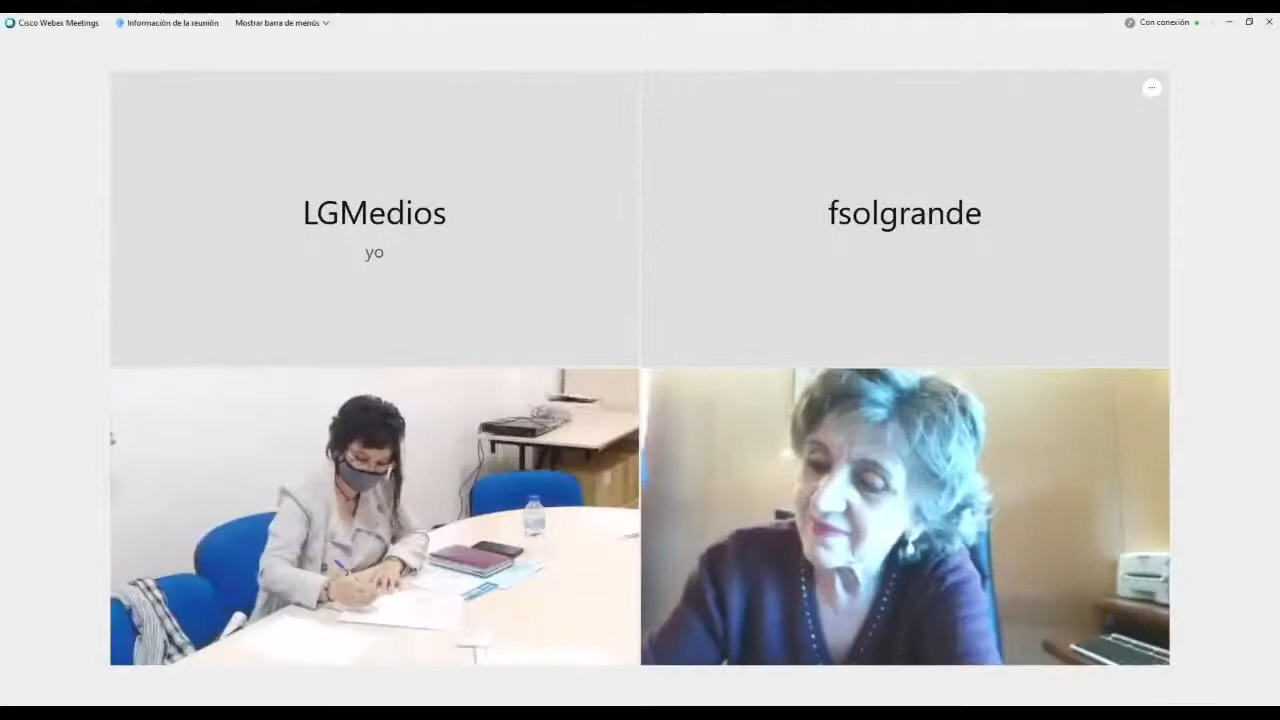 Cisco Webex Meetings Información de la reunión Mostrar barra de menús Con conexión
LGMedios
yo
fsolgrande